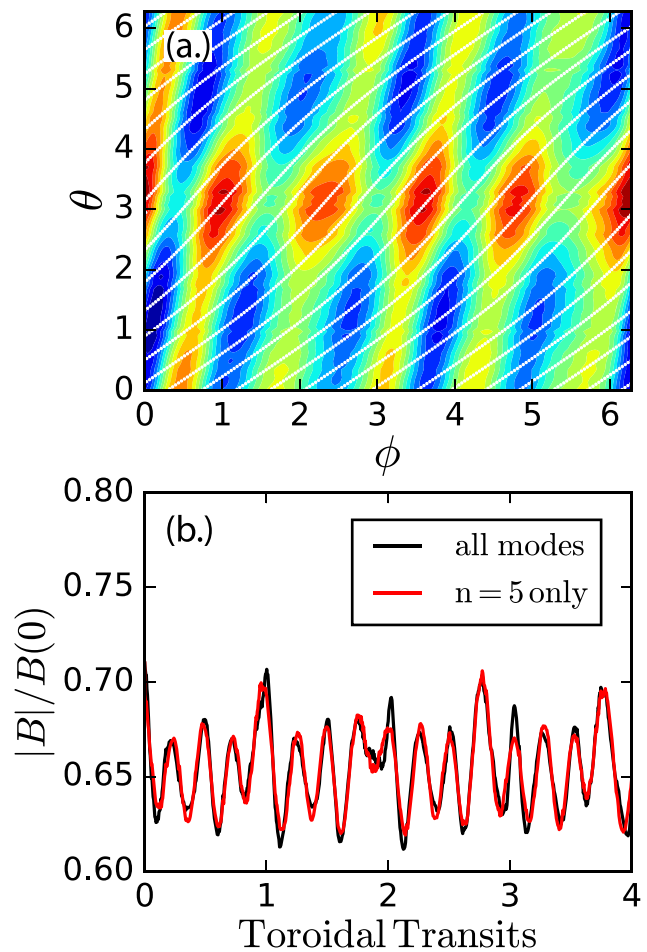 (a.)
6
5
4
3
2
1
0
θ
0 1 2 3 4 5 6
ϕ
(b.)
all modes
n = 5 only
0.80
0.75
0.70
0.65
0.60
|B|/B(0)
0 1 2 3 4
Toroidal Transits